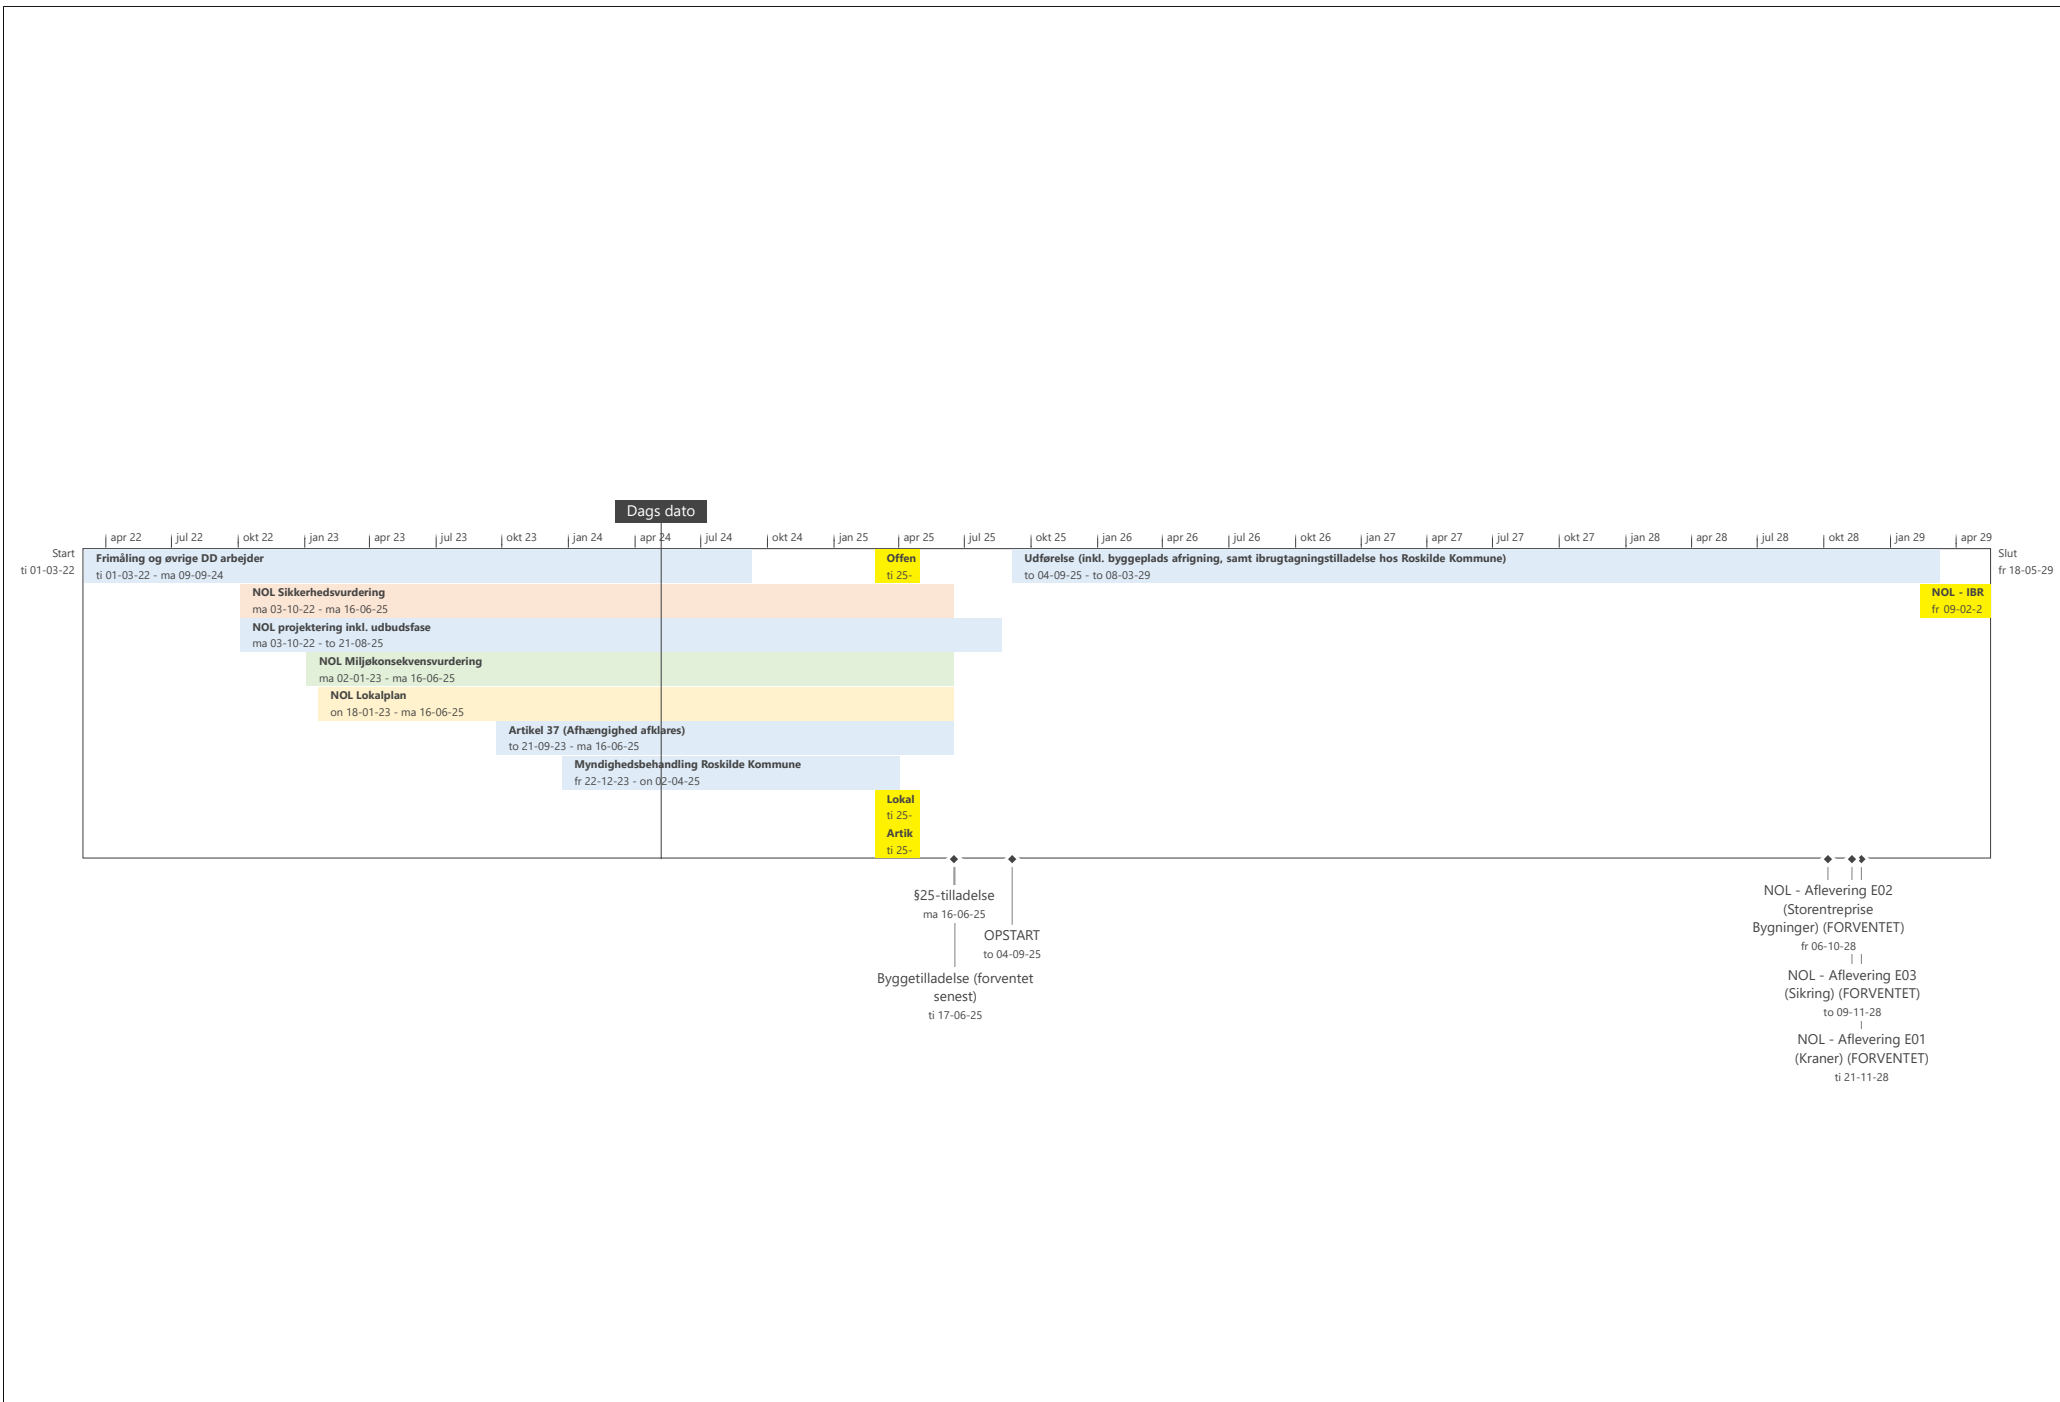 Dags dato
apr 22 jul 22 okt 22 jan 23 apr 23 jul 23 okt 23 jan 24 apr 24 jul 24 okt 24 jan 25 apr 25 jul 25 okt 25 jan 26 apr 26 jul 26 okt 26 jan 27 apr 27 jul 27 okt 27 jan 28 apr 28 jul 28 okt 28 jan 29 apr 29
Start
ti 01-03-22
Frimåling og øvrige DD arbejder
ti 01-03-22 - ma 09-09-24
Offen
ti 25-
Udførelse (inkl. byggeplads afrigning, samt ibrugtagningstilladelse hos Roskilde Kommune)
to 04-09-25 - to 08-03-29
Slut
fr 18-05-29
NOL Sikkerhedsvurdering
ma 03-10-22 - ma 16-06-25
NOL - IBR
fr 09-02-2
NOL projektering inkl. udbudsfase
ma 03-10-22 - to 21-08-25
NOL Miljøkonsekvensvurdering
ma 02-01-23 - ma 16-06-25
NOL Lokalplan
on 18-01-23 - ma 16-06-25
Artikel 37 (Afhængighed afklares)
to 21-09-23 - ma 16-06-25
Myndighedsbehandling Roskilde Kommune
fr 22-12-23 - on 02-04-25
Lokal
ti 25-
Artik
ti 25-
§25-tilladelse
ma 16-06-25
OPSTART
to 04-09-25
Byggetilladelse (forventet
senest)
ti 17-06-25
NOL - Aflevering E02
(Storentreprise
Bygninger) (FORVENTET)
fr 06-10-28
NOL - Aflevering E03
(Sikring) (FORVENTET)
to 09-11-28
NOL - Aflevering E01
(Kraner) (FORVENTET)
ti 21-11-28